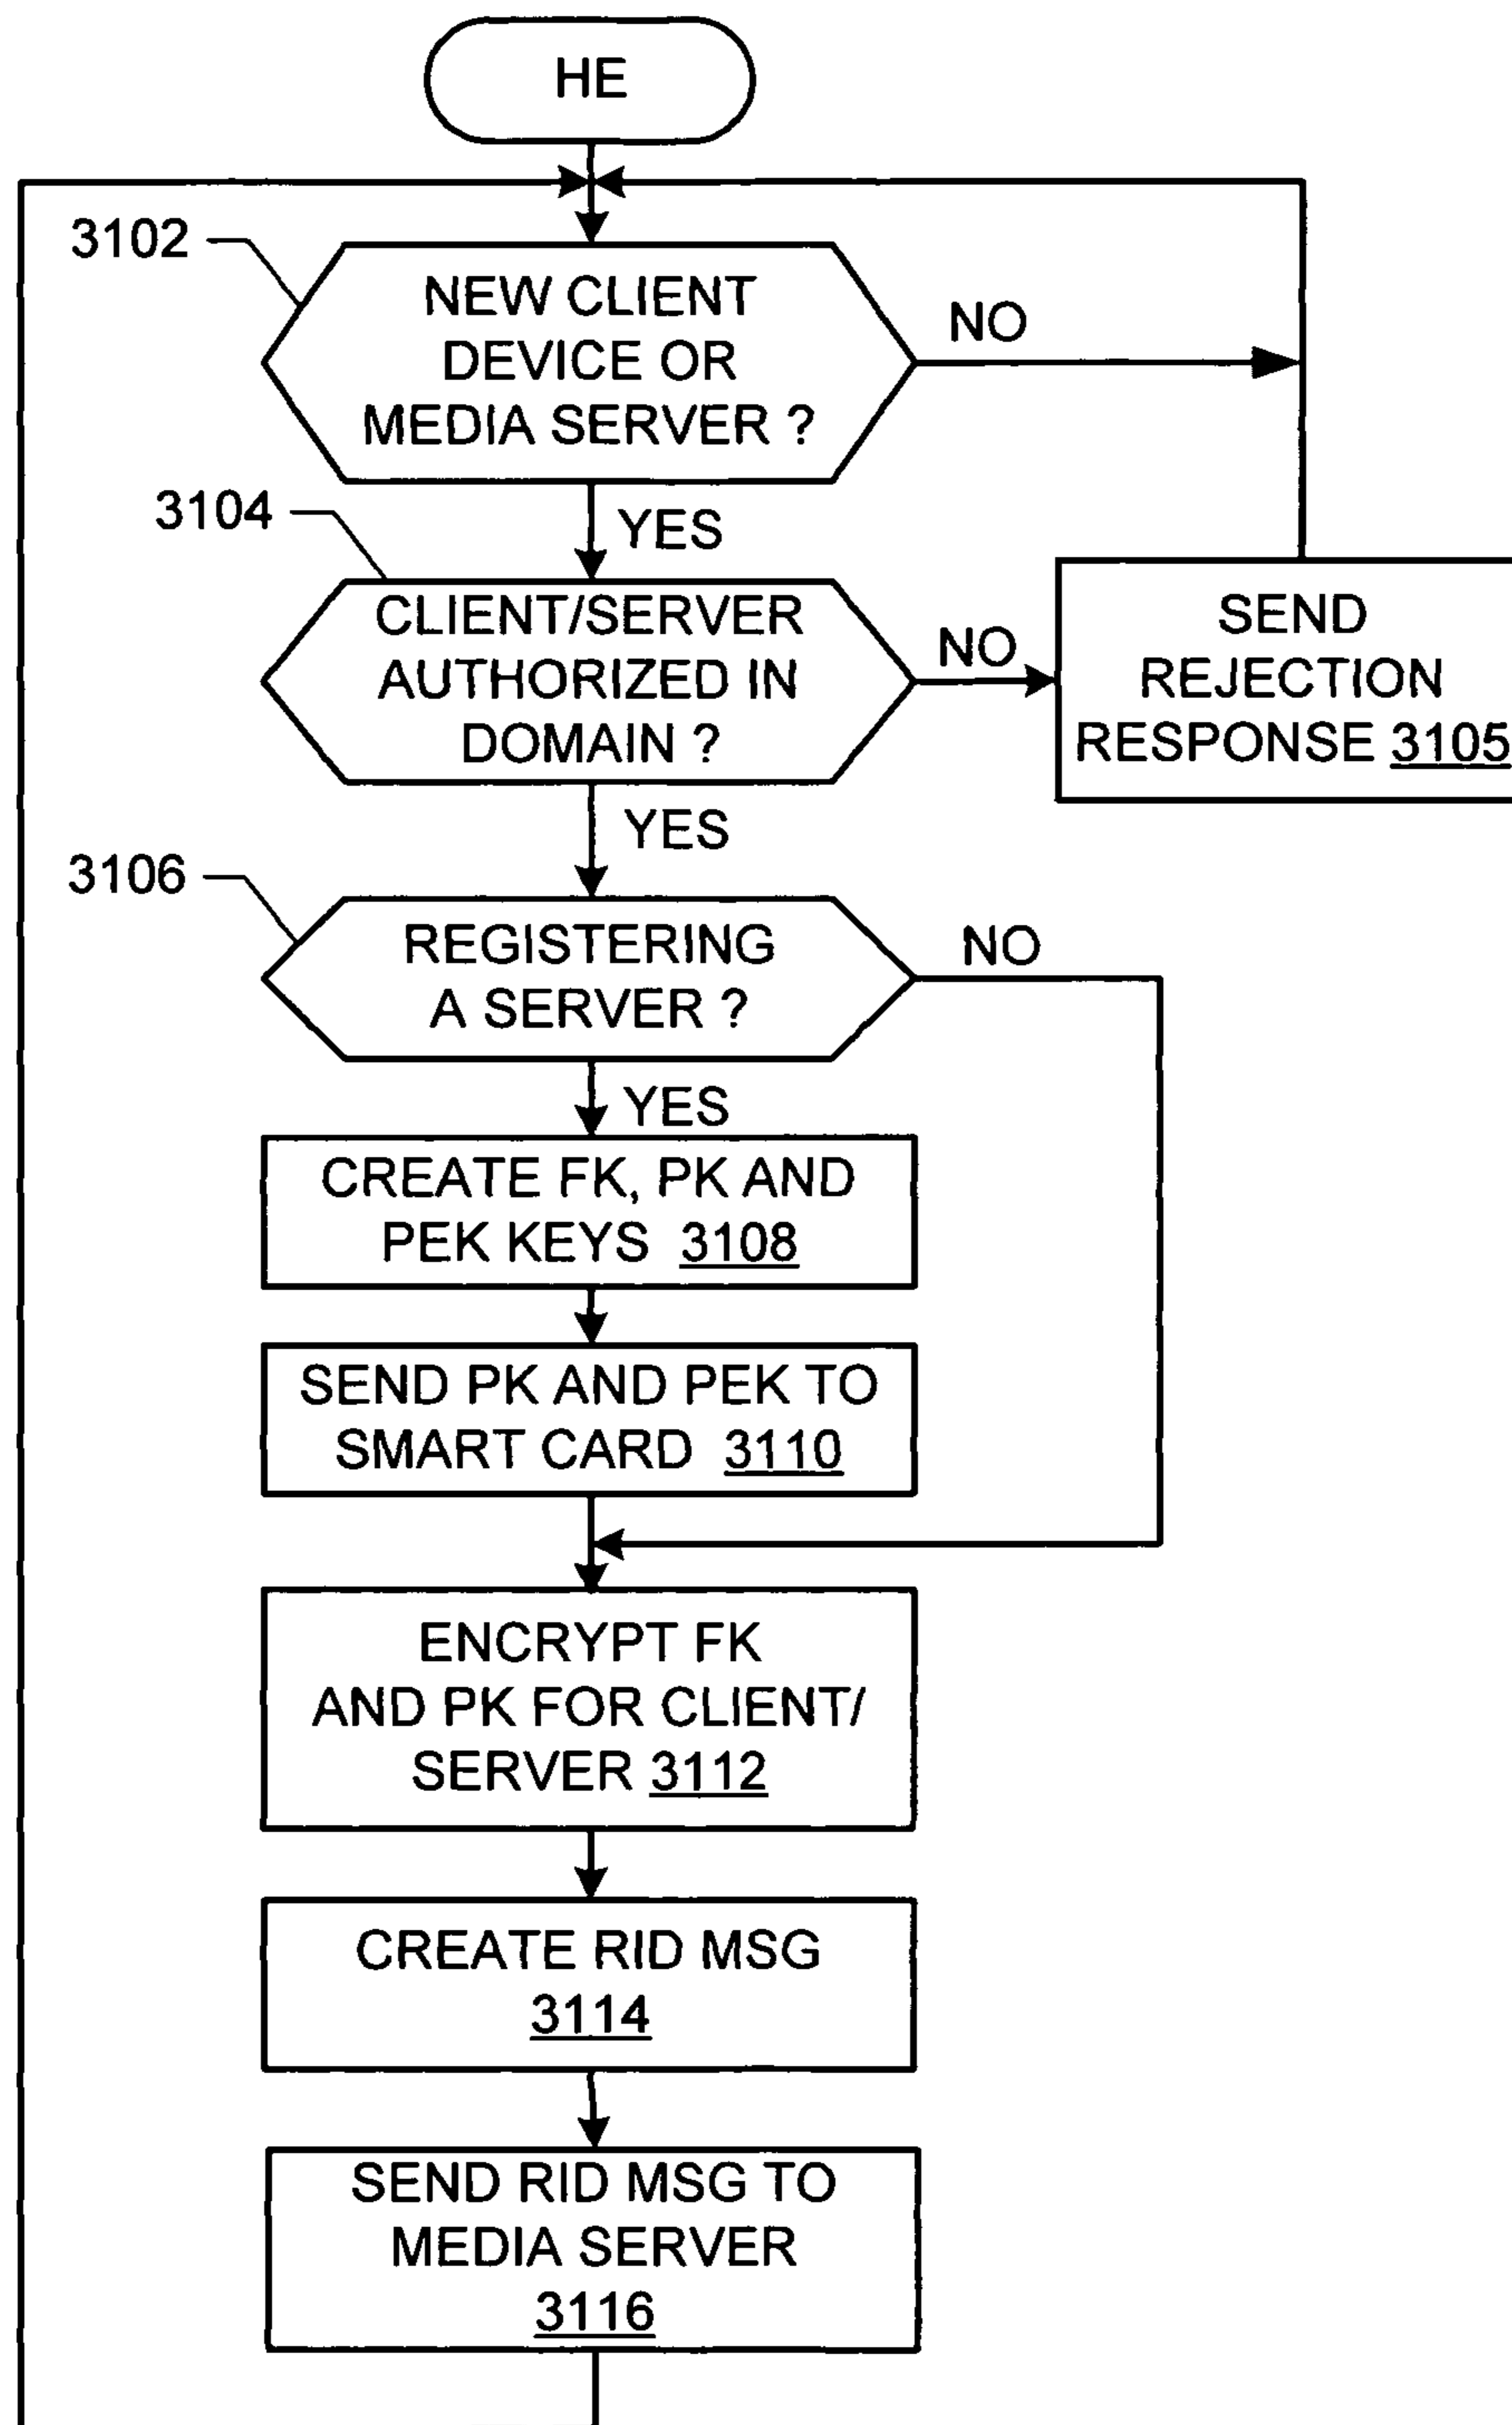 HE
3102
NEW CLIENT
DEVICE OR
MEDIA SERVER ?
NO
YES
3104
CLIENT/SERVER
AUTHORIZED IN
DOMAIN ?
NO
SEND
REJECTION
RESPONSE 3105
YES
3106
REGISTERING
A SERVER ?
NO
YES
CREATE FK, PK AND
PEK KEYS 3108
SEND PK AND PEK TO
SMART CARD 3110
ENCRYPT FK
AND PK FOR CLIENT/
SERVER 3112
CREATE RID MSG
3114
SEND RID MSG TO
MEDIA SERVER
3116